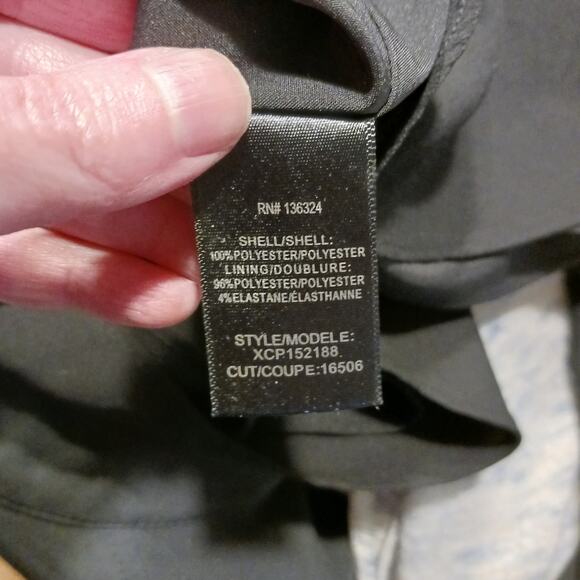 RN# 136324
SHELL/SHELL:
100%POLYESTER/POLYESTER
LINING/DOUBLURE:
96%POLYESTER/POLYESTER
4%ELASTANE/ÉLASTHANNE
STYLE/MODELE:
XCP152188
CUT/COUPE:16506